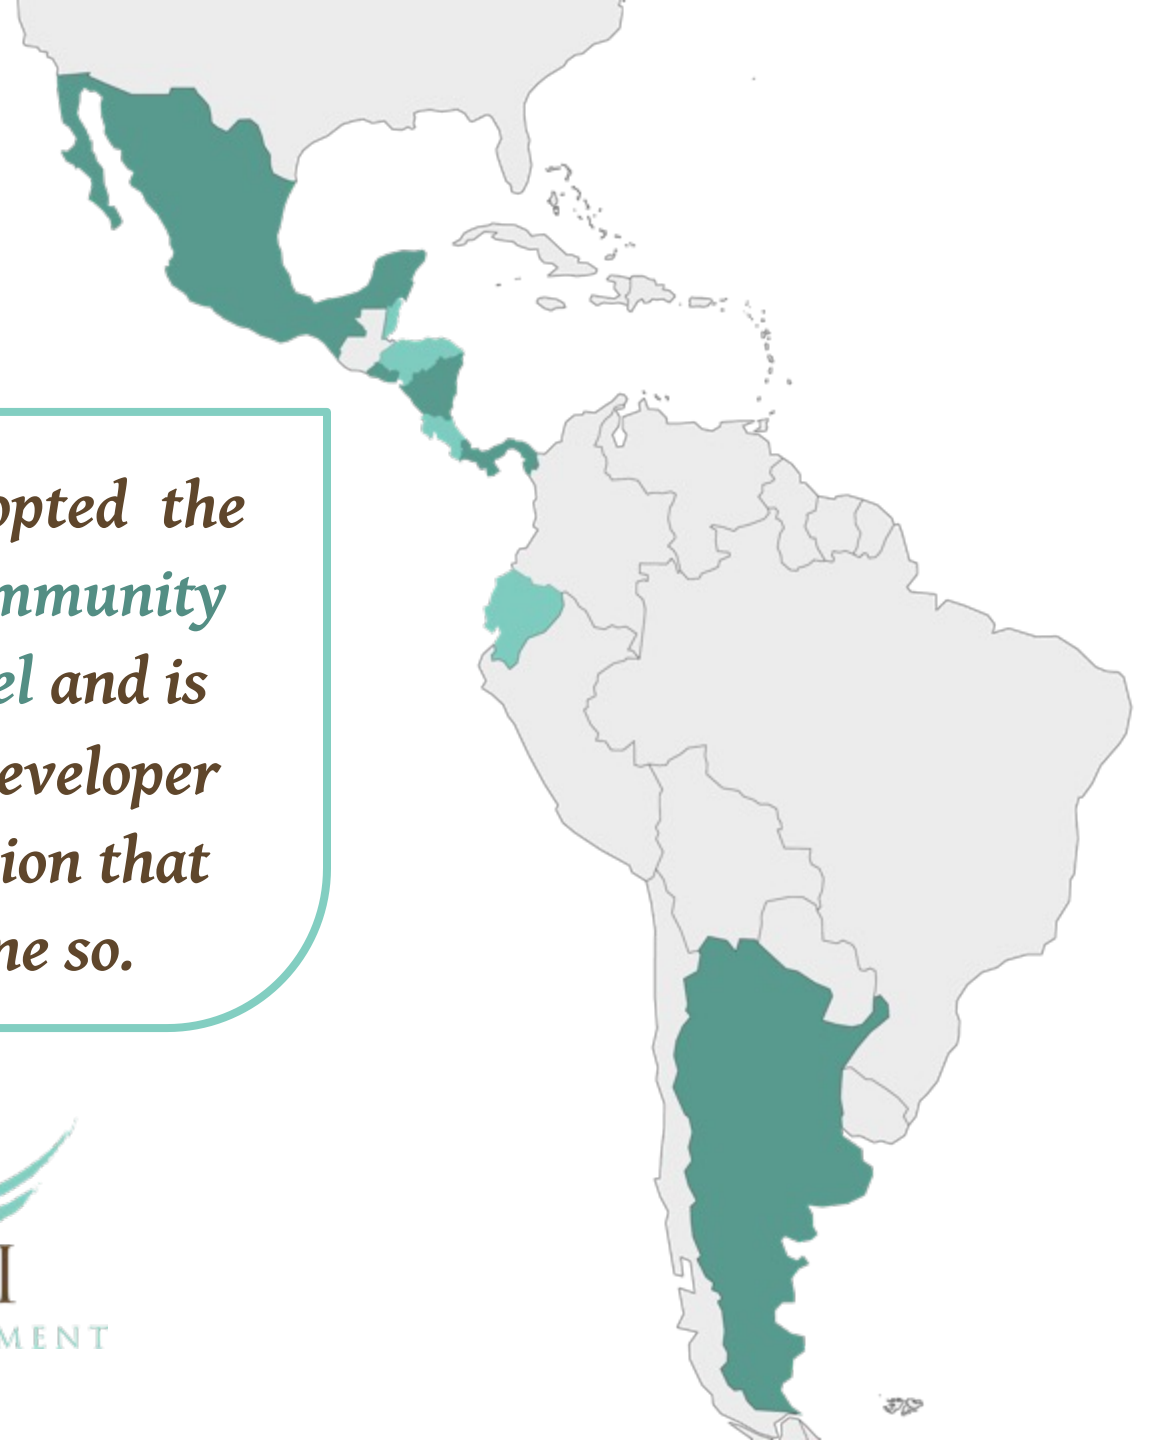 opted the
mmunity
el and is
eveloper
ion that
ne so.
I
MENT